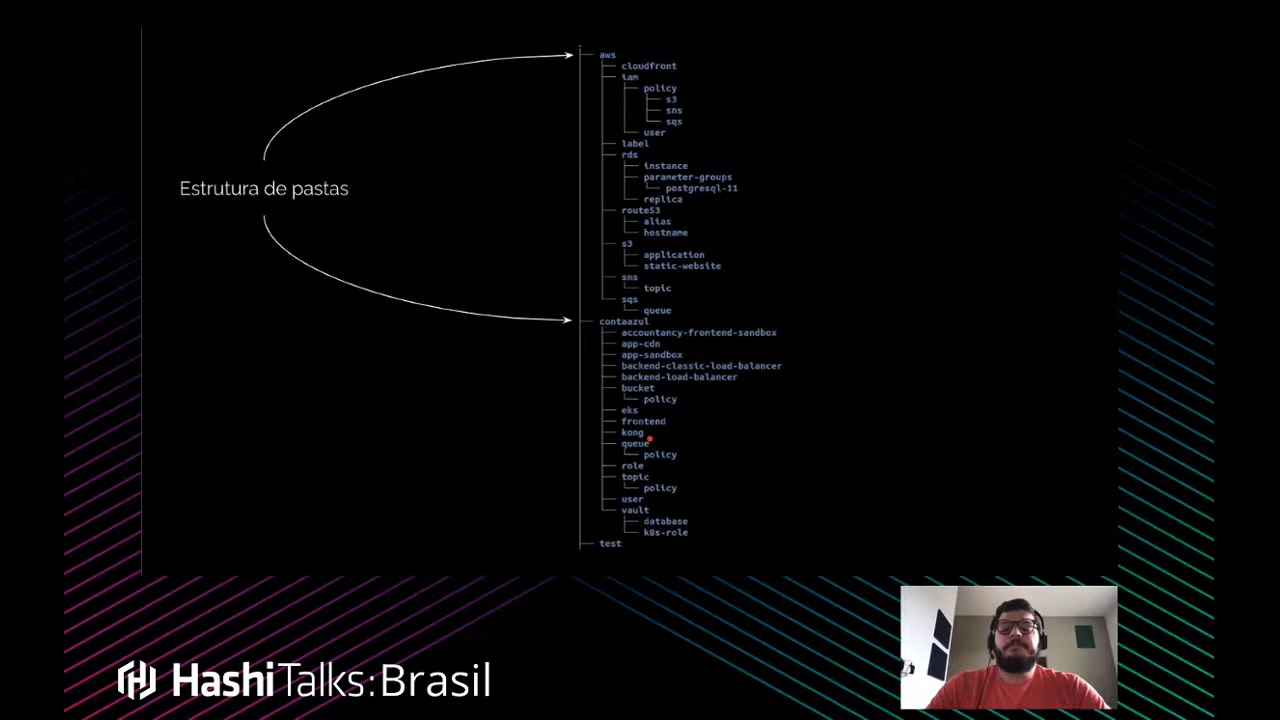 Estrutura de pastas
aws
cloudfront
iam
policy
s3
sns
sqs
user
label
rds
instance
parameter-groups
postgresql-11
replica
route53
alias
hostname
s3
application
static-website
sns
topic
sqs
queue
contaazul
accountancy-frontend-sandbox
app-cdn
app-sandbox
backend-classic-load-balancer
backend-load-balancer
bucket
policy
eks
frontend
kong
queue
policy
role
topic
policy
user
vault
database
k8s-role
test
HashiTalks:Brasil